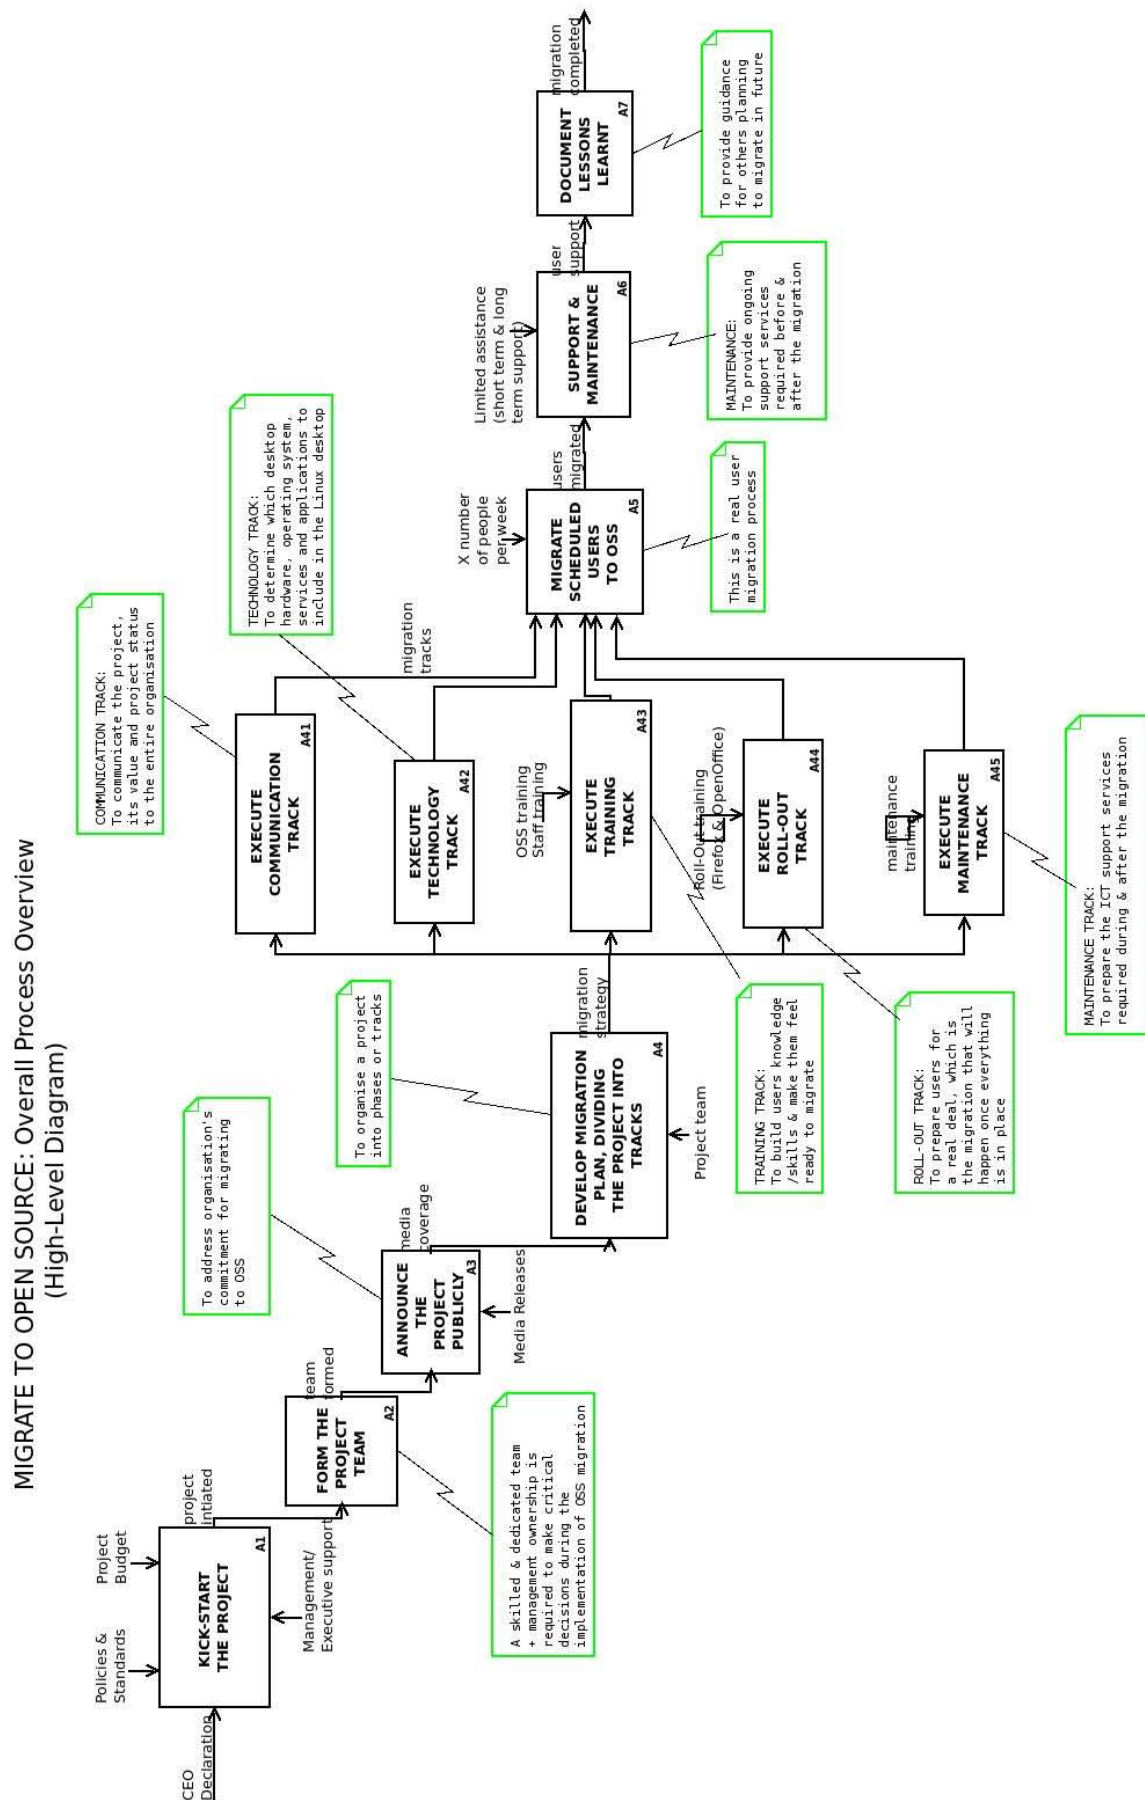 MIGRATE TO OPEN SOURCE: Overall Process Overview
(High-Level Diagram)
CEO
Declaration
Policies &
Standards
Project
Budget
KICK-START
THE PROJECT
A1
Management/
Executive support
project
intiated
FORM THE
PROJECT
TEAM
A2
A skilled & dedicated team
+ management ownership is
required to make critical
decisions during the
implementation of OSS migration
team
formed
ANNOUNCE
THE
PROJECT
PUBLICLY
A3
Media Releases
To address organisation's
commitment for migrating
to OSS
media
coverage
DEVELOP MIGRATION
PLAN, DIVIDING
THE PROJECT INTO
TRACKS
A4
Project team
To organise a project
into phases or tracks
migration
strategy
COMMUNICATION TRACK:
To communicate the project,
its value and project status
to the entire organisation
EXECUTE
COMMUNICATION
TRACK
A41
TECHNOLOGY TRACK:
To determine which desktop
hardware, operating system,
services and applications to
include in the Linux desktop
EXECUTE
TECHNOLOGY
TRACK
A42
OSS training
Staff training
EXECUTE
TRAINING
TRACK
A43
TRAINING TRACK:
To build users knowledge
/skills & make them feel
ready to migrate
Roll-Out training
(Firefox & OpenOffice)
EXECUTE
ROLL-OUT
TRACK
A44
ROLL-OUT TRACK:
To prepare users for
a real deal, which is
the migration that will
happen once everything
is in place
maintenance
training
EXECUTE
MAINTENANCE
TRACK
A45
MAINTENANCE TRACK:
To prepare the ICT support services
required during & after the migration
migration
tracks
X number
of people
per week
MIGRATE
SCHEDULED
USERS
TO OSS
A5
This is a real user
migration process
users
migrated
Limited assistance
(short term & long
term support)
SUPPORT &
MAINTENANCE
A6
MAINTENANCE:
To provide ongoing
support services
required before &
after the migration
user
support
DOCUMENT
LESSONS
LEARNT
A7
To provide guidance
for others planning
to migrate in future
migration
completed